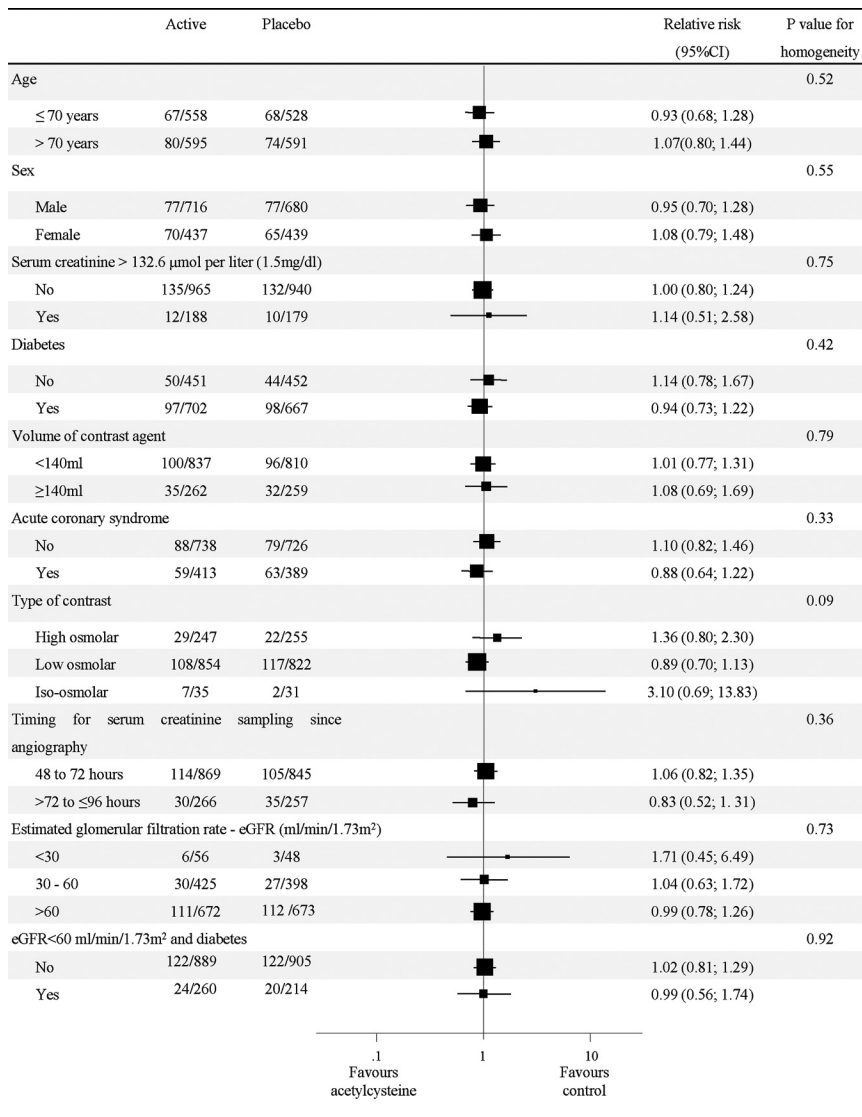 Active Placebo Relative risk P value for
(95%CI) homogeneity
Age 0.52
≤ 70 years 67/558 68/528 0.93 (0.68; 1.28)
> 70 years 80/595 74/591 1.07(0.80; 1.44)
Sex 0.55
Male 77/716 77/680 0.95 (0.70; 1.28)
Female 70/437 65/439 1.08 (0.79; 1.48)
Serum creatinine > 132.6 μmol per liter (1.5mg/dl) 0.75
No 135/965 132/940 1.00 (0.80; 1.24)
Yes 12/188 10/179 1.14 (0.51; 2.58)
Diabetes 0.42
No 50/451 44/452 1.14 (0.78; 1.67)
Yes 97/702 98/667 0.94 (0.73; 1.22)
Volume of contrast agent 0.79
<140ml 100/837 96/810 1.01 (0.77; 1.31)
≥140ml 35/262 32/259 1.08 (0.69; 1.69)
Acute coronary syndrome 0.33
No 88/738 79/726 1.10 (0.82; 1.46)
Yes 59/413 63/389 0.88 (0.64; 1.22)
Type of contrast 0.09
High osmolar 29/247 22/255 1.36 (0.80; 2.30)
Low osmolar 108/854 117/822 0.89 (0.70; 1.13)
Iso-osmolar 7/35 2/31 3.10 (0.69; 13.83)
Timing for serum creatinine sampling since 0.36
angiography
48 to 72 hours 114/869 105/845 1.06 (0.82; 1.35)
>72 to ≤96 hours 30/266 35/257 0.83 (0.52; 1. 31)
Estimated glomerular filtration rate - eGFR (ml/min/1.73m²) 0.73
<30 6/56 3/48 1.71 (0.45; 6.49)
30 - 60 30/425 27/398 1.04 (0.63; 1.72)
>60 111/672 112 /673 0.99 (0.78; 1.26)
eGFR<60 ml/min/1.73m² and diabetes 0.92
No 122/889 122/905 1.02 (0.81; 1.29)
Yes 24/260 20/214 0.99 (0.56; 1.74)
.1 1 10
Favours Favours
acetylcysteine control